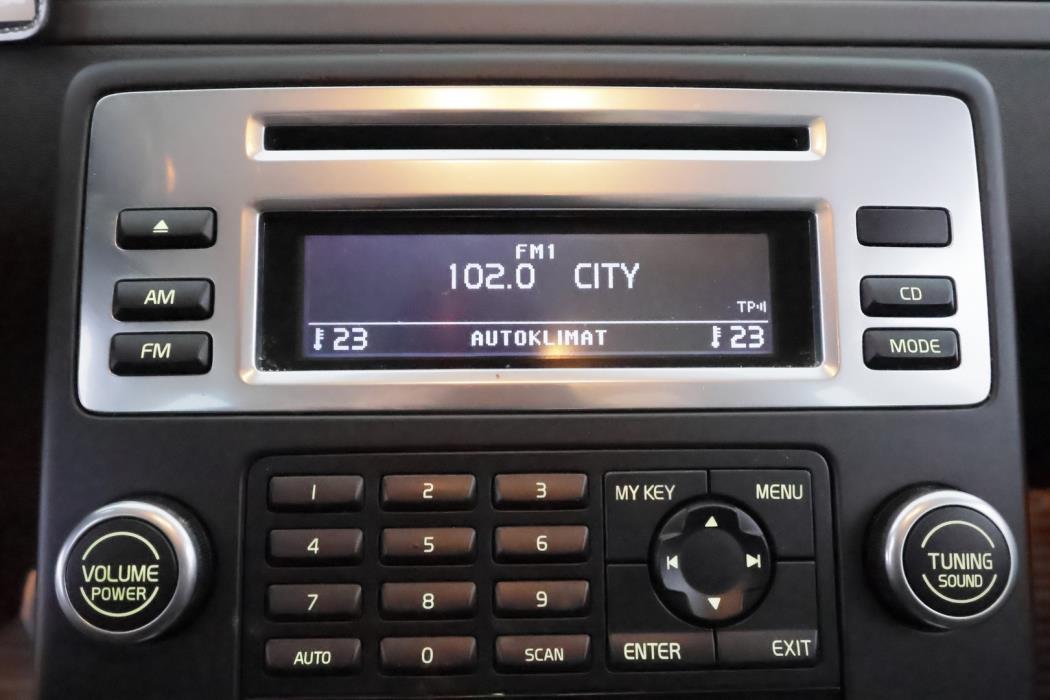 FM1
102.0 CITY
TP
23 AUTOKLIMAT 23
AM
FM
CD
MODE
1 2 3
4 5 6
7 8 9
AUTO 0 SCAN
MY KEY MENU
ENTER EXIT
VOLUME
POWER
TUNING
SOUND